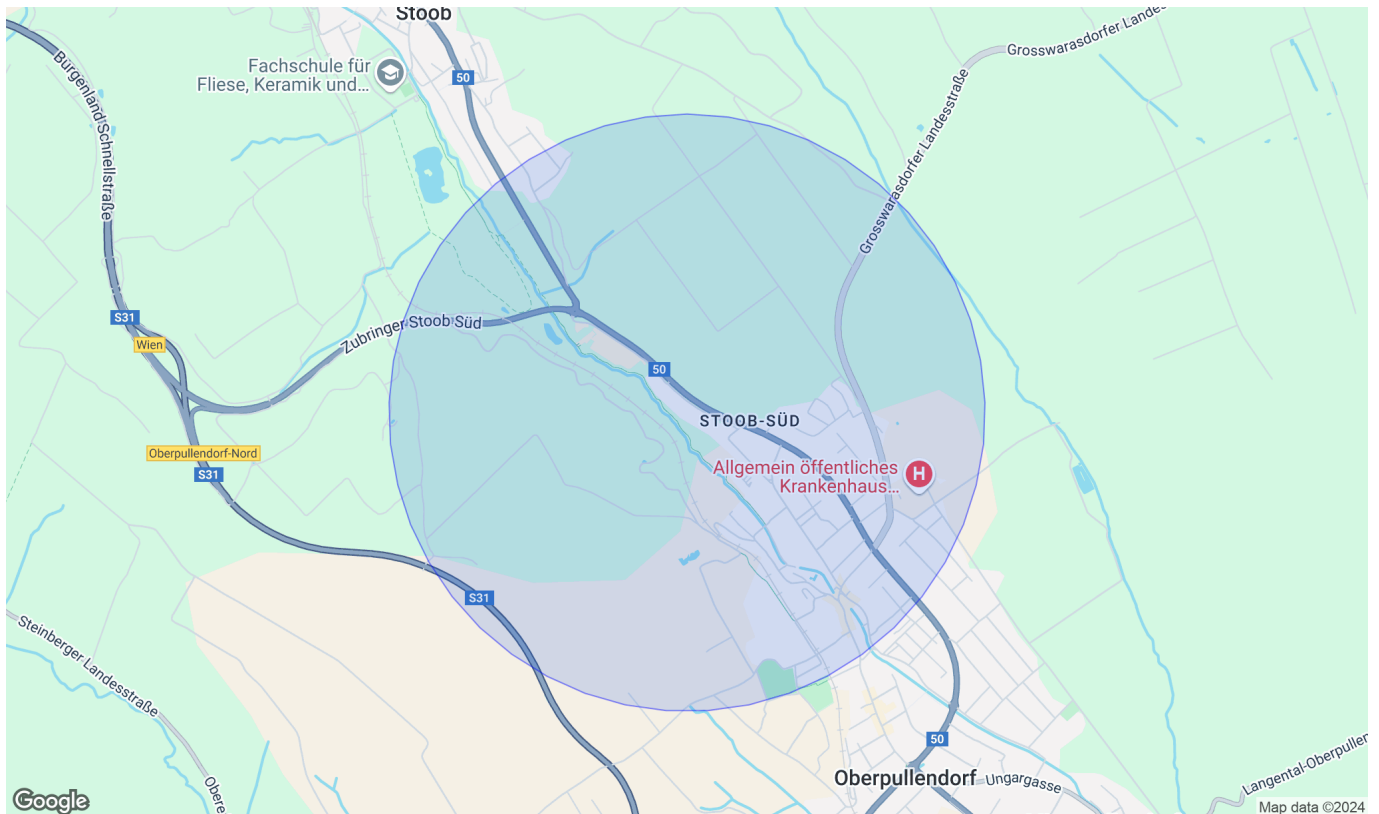 Stoob
Grosswarasdorfer Landes
Fachschule für
Fliese, Keramik und...
50
Burgenland Schnellstraße
Grosswarasdorfer Landesstraße
S31
Wien
Zubringer Stoob Süd
50
STOOB-SÜD
Oberpullendorf-Nord
S31
Allgemein öffentliches
Krankenhaus...
H
S31
Steinberger-Landesstraße
50
Oberpullendorf
Ungargasse
Langental-Oberpullen
Obere
Google
Map data ©2024